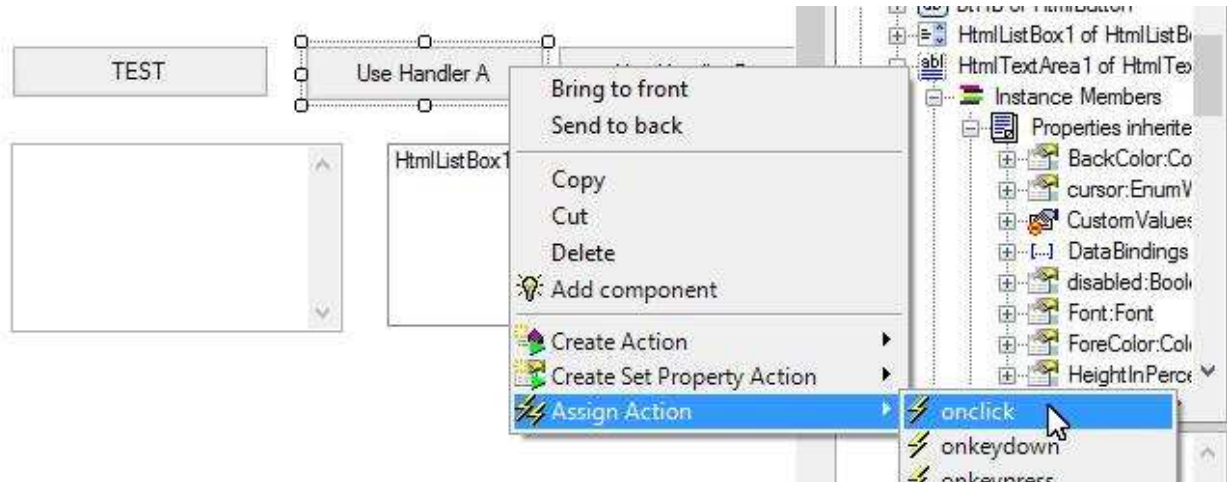 TEST
Use Handler A
HtmlListBox1
Bring to front
Send to back
Copy
Cut
Delete
Add component
Create Action
Create Set Property Action
Assign Action
onclick
onkeydown
onkeypress
HtmlListBox1 of HtmlListB
HtmlTextArea1 of HtmlTex
Instance Members
Properties inherite
BackColor:Co
cursor:EnumV
CustomValues
DataBindings
disabled:Boole
Font:Font
ForeColor:Col
HeightInPerce